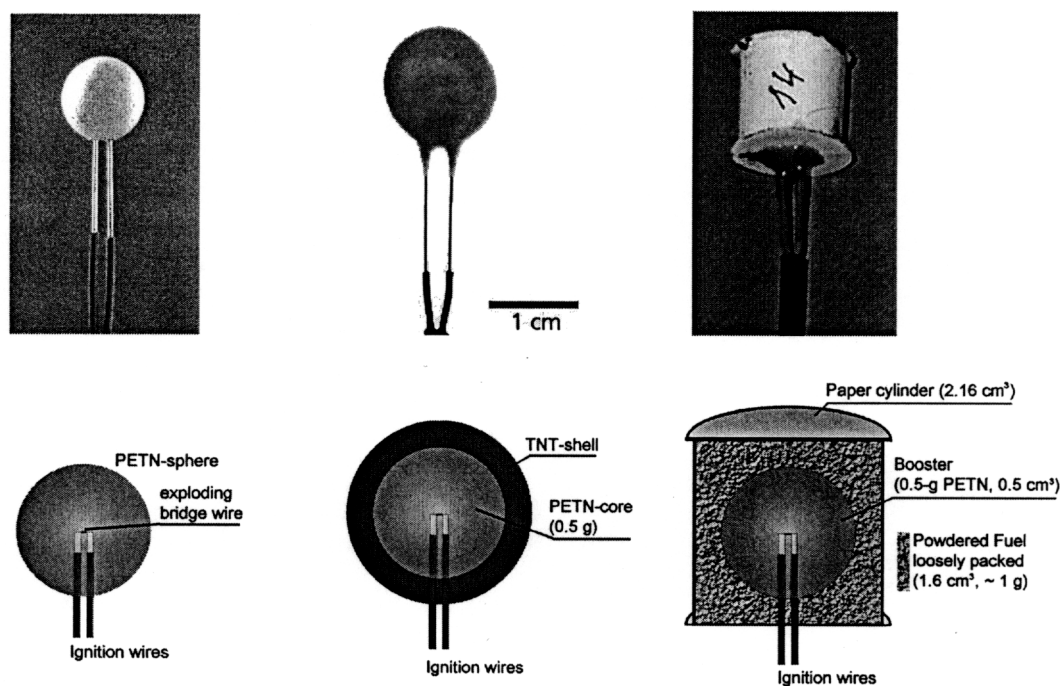 14
1 cm
PETN-sphere
exploding
bridge wire
Ignition wires
TNT-shell
PETN-core
(0.5 g)
Ignition wires
Paper cylinder (2.16 cm³)
Booster
(0.5-g PETN, 0.5 cm³)
Powdered Fuel
loosely packed
(1.6 cm³, ~ 1 g)
Ignition wires